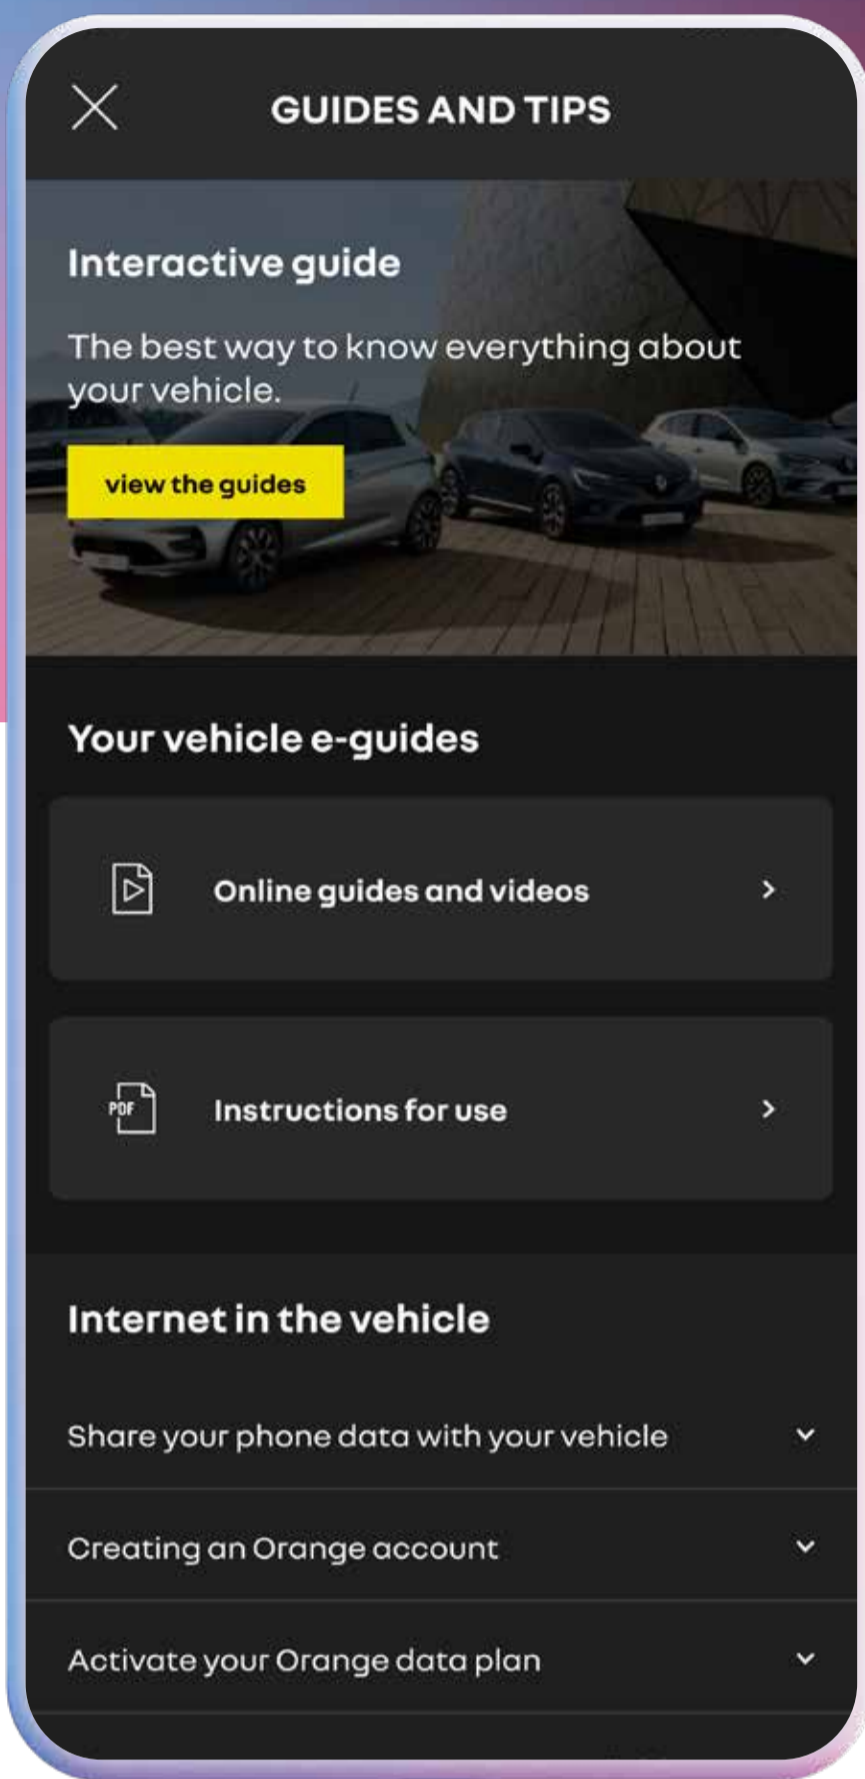 GUIDES AND TIPS
Interactive guide
The best way to know everything about
your vehicle.
view the guides
Your vehicle e-guides
Online guides and videos
PDF
Instructions for use
Internet in the vehicle
Share your phone data with your vehicle
Creating an Orange account
Activate your Orange data plan